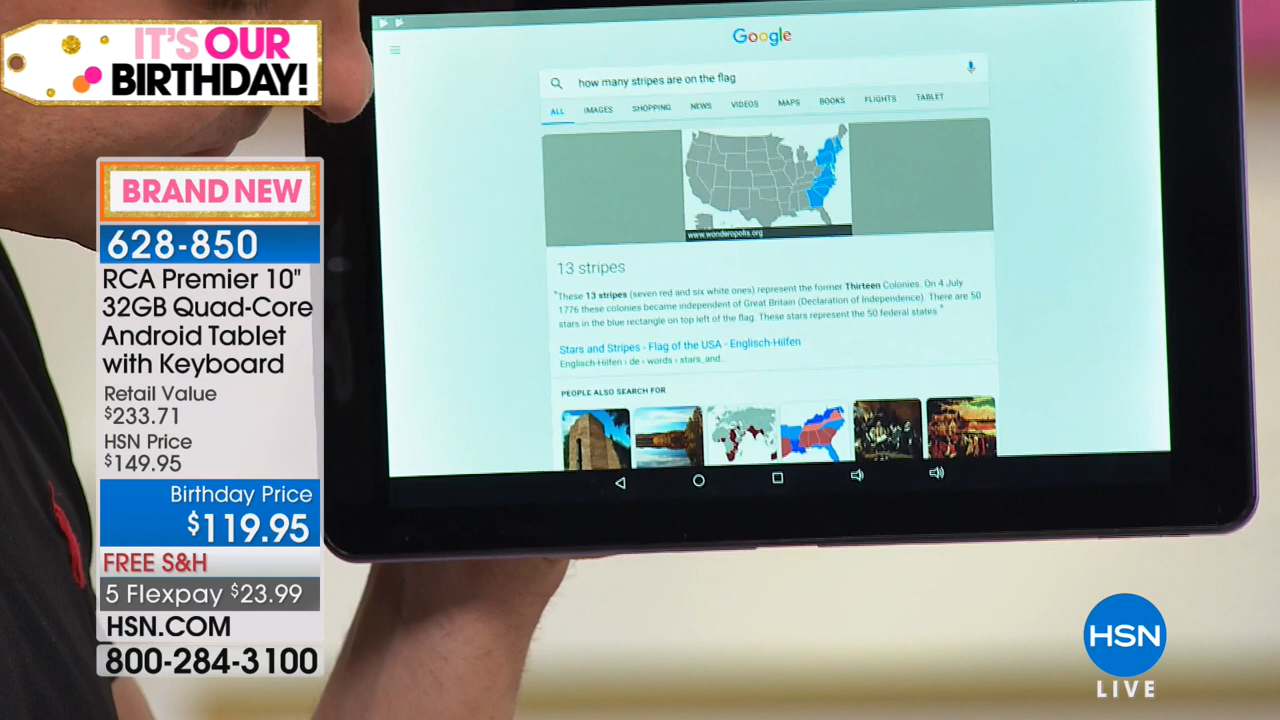 IT'S OUR
BIRTHDAY!
BRAND NEW
628-850
RCA Premier 10"
32GB Quad-Core
Android Tablet
with Keyboard
Retail Value
$233.71
HSN Price
$149.95
Birthday Price
$119.95
FREE S&H
5 Flexpay $23.99
HSN.COM
800-284-3100
Google
how many stripes are on the flag
ALL IMAGES SHOPPING NEWS VIDEOS MAPS BOOKS FLIGHTS TABLET
www.wonderopolis.org
13 stripes
"These 13 stripes (seven red and six white ones) represent the former Thirteen Colonies. On 4 July
1776 these colonies became independent of Great Britain (Declaration of Independence). There are 50
stars in the blue rectangle on top left of the flag. These stars represent the 50 federal states."
Stars and Stripes - Flag of the USA - Englisch-Hilfen
Englisch-Hilfen › de › words › stars_and...
PEOPLE ALSO SEARCH FOR
HSN
LIVE